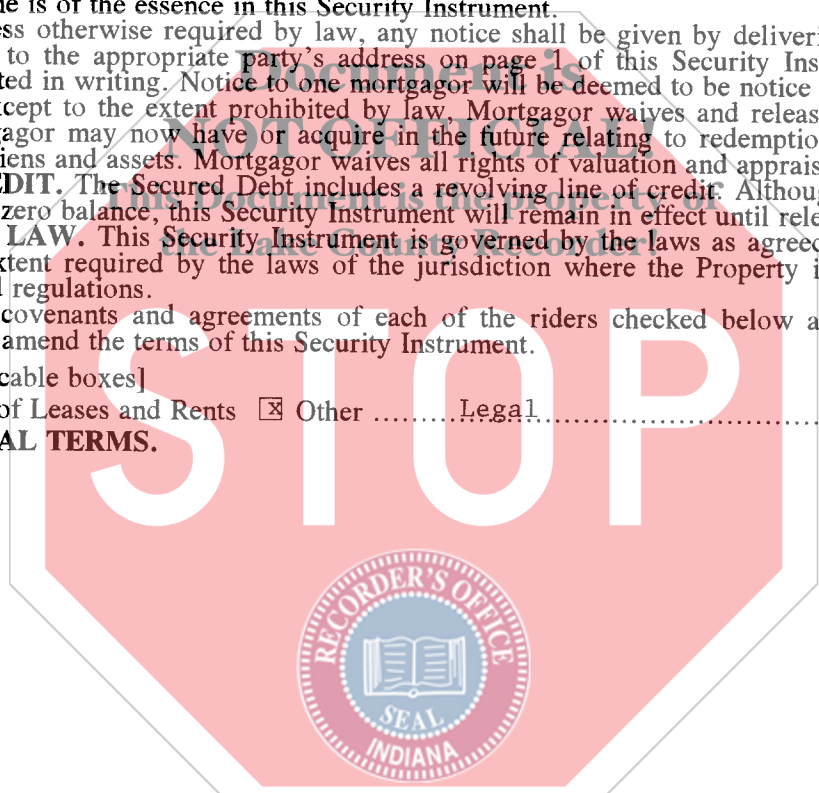 ne is of the essence in this Security Instrument.
ss otherwise required by law, any notice shall be given by deliveri
to the appropriate party's address on page 1 of this Security Ins
ted in writing. Notice to one mortgagor will be deemed to be notice
cept to the extent prohibited by law, Mortgagor waives and releas
gagor may now have or acquire in the future relating to redemptio
iens and assets. Mortgagor waives all rights of valuation and apprais
EDIT. The Secured Debt includes a revolving line of credit. Althoug
zero balance, this Security Instrument will remain in effect until rele
LAW. This Security Instrument is governed by the laws as agreed
xtent required by the laws of the jurisdiction where the Property i
l regulations.
covenants and agreements of each of the riders checked below a
amend the terms of this Security Instrument.
cable boxes]
of Leases and Rents [x] Other ........Legal........
AL TERMS.
Document is
NOT OFFICIAL!
This Document is the property of
the Lake County Recorder!
STOP
RECORDER'S OFFICE
SEAL
INDIANA